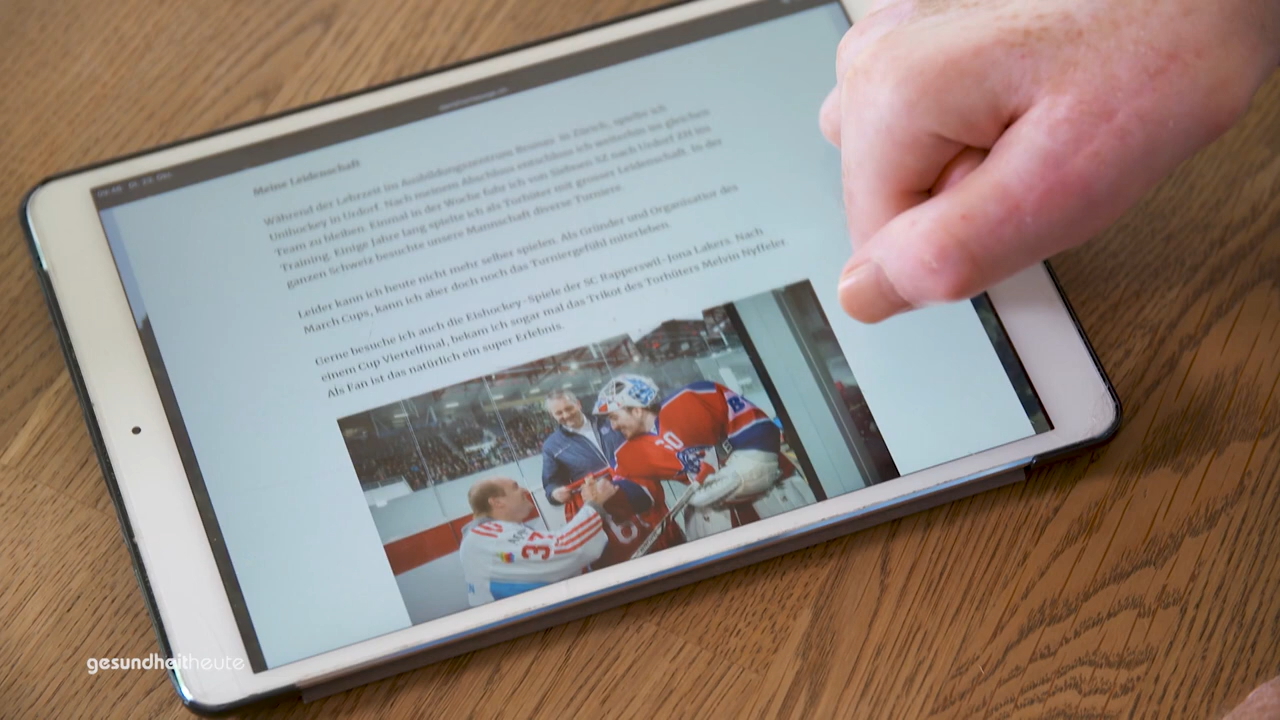 09:46 Di. 22. Okt.
Meine Leidenschaft
Während der Lehrzeit im Ausbildungszentrum Brunau in Zürich, spielte ich
Unihockey in Urdorf. Nach meinem Abschluss entschloss ich weiterhin im gleichen
Team zu bleiben. Einmal in der Woche fuhr ich von Siebnen SZ nach Urdorf ZH ins
Training. Einige Jahre lang spielte ich als Torhüter mit grosser Leidenschaft. In der
ganzen Schweiz besuchte unsere Mannschaft diverse Turniere.
Leider kann ich heute nicht mehr selber spielen. Als Gründer und Organisator des
March Cups, kann ich aber doch noch das Turniergefühl miterleben.
Gerne besuche ich auch die Eishockey-Spiele der SC Rapperswil-Jona Lakers. Nach
einem Cup Viertelfinal, bekam ich sogar mal das Trikot des Torhüters Melvin Nyffeler
Als Fan ist das natürlich ein super Erlebnis.
37
gesundheitheute